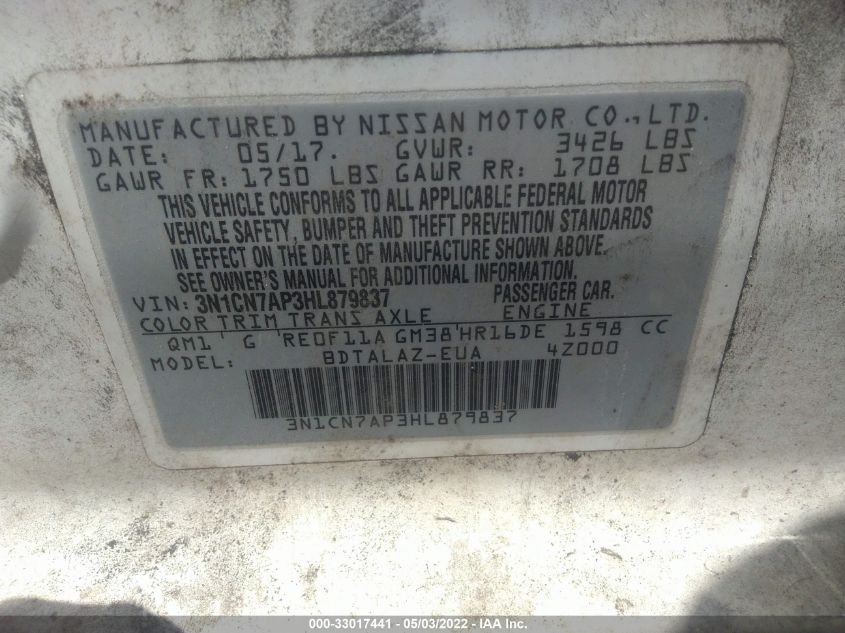 MANUFACTURED BY NISSAN MOTOR CO., LTD.
DATE: 05/17. GVWR: 3426 LBS
GAWR FR: 1750 LBS GAWR RR: 1708 LBS
THIS VEHICLE CONFORMS TO ALL APPLICABLE FEDERAL MOTOR
VEHICLE SAFETY, BUMPER AND THEFT PREVENTION STANDARDS
IN EFFECT ON THE DATE OF MANUFACTURE SHOWN ABOVE.
SEE OWNER'S MANUAL FOR ADDITIONAL INFORMATION.
VIN: 3N1CN7AP3HL879837 PASSENGER CAR.
COLOR TRIM TRANS AXLE ENGINE
QM1 G 'RE0F11A GM38'HR16DE 1598 CC
MODEL: BDTALAZ-EUA 4Z000
3N1CN7AP3HL879837
000-33017441 - 05/03/2022 - IAA Inc.